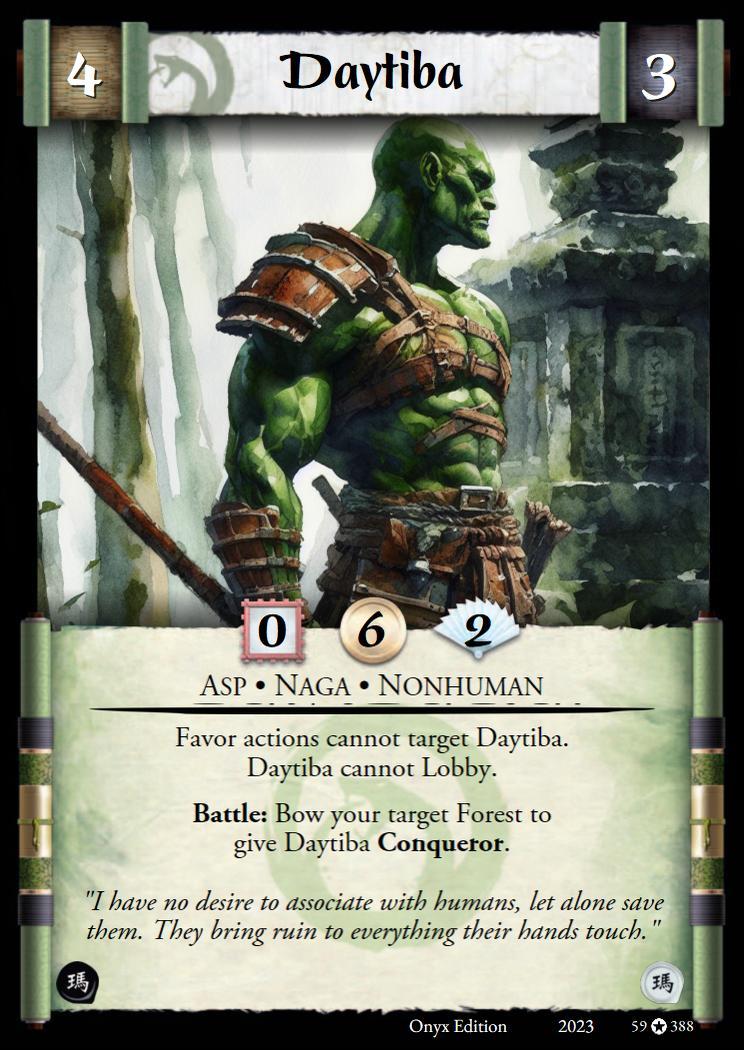 4 Daytiba 3
0 6 2
Asp • Naga • Nonhuman
Favor actions cannot target Daytiba.
Daytiba cannot Lobby.
Battle: Bow your target Forest to
give Daytiba Conqueror.
"I have no desire to associate with humans, let alone save
them. They bring ruin to everything their hands touch."
瑪 瑪
Onyx Edition 2023 59 ✪ 388